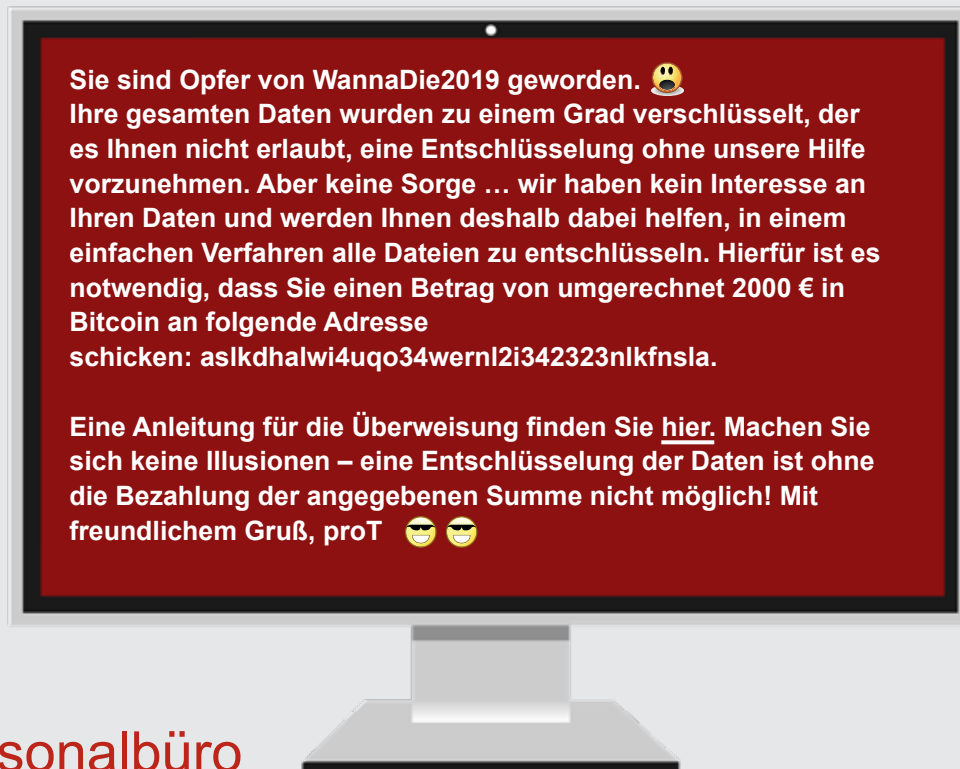 Sie sind Opfer von WannaDie2019 geworden.
Ihre gesamten Daten wurden zu einem Grad verschlüsselt, der
es Ihnen nicht erlaubt, eine Entschlüsselung ohne unsere Hilfe
vorzunehmen. Aber keine Sorge … wir haben kein Interesse an
Ihren Daten und werden Ihnen deshalb dabei helfen, in einem
einfachen Verfahren alle Dateien zu entschlüsseln. Hierfür ist es
notwendig, dass Sie einen Betrag von umgerechnet 2000 € in
Bitcoin an folgende Adresse
schicken: aslkdhalwi4uqo34wernl2i342323nlkfnsla.
Eine Anleitung für die Überweisung finden Sie hier. Machen Sie
sich keine Illusionen – eine Entschlüsselung der Daten ist ohne
die Bezahlung der angegebenen Summe nicht möglich! Mit
freundlichem Gruß, proT
sonalbüro